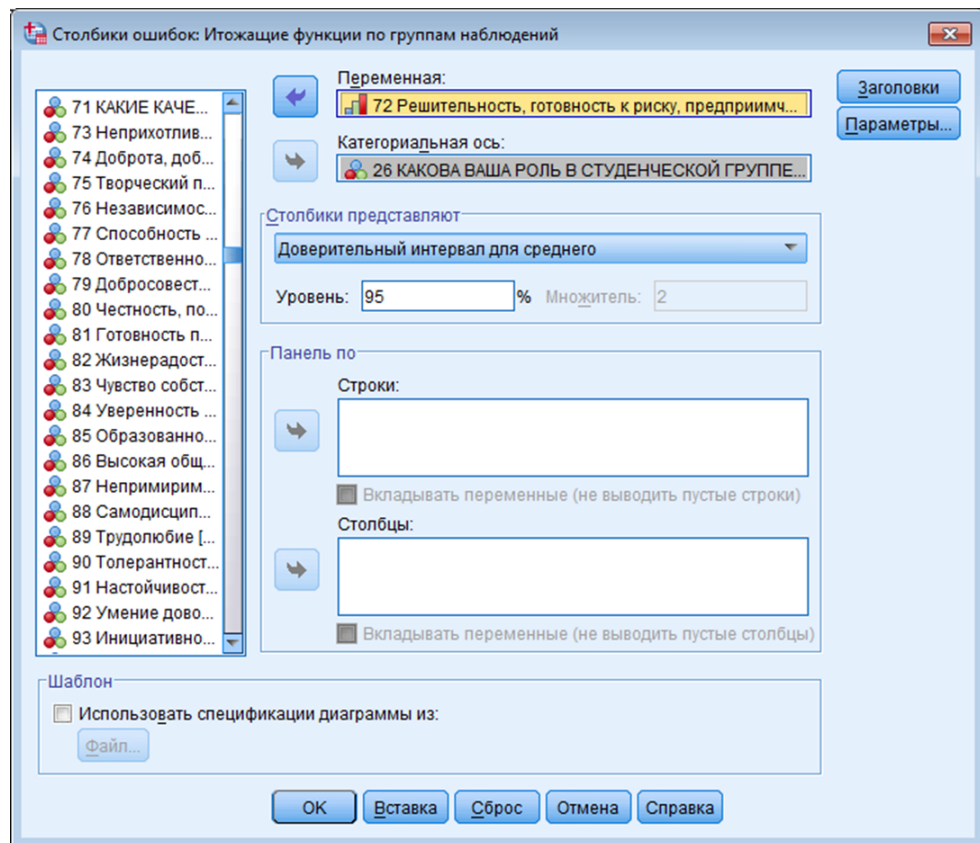 Столбики ошибок: Итожащие функции по группам наблюдений
71 КАКИЕ КАЧЕ...
73 Неприхотлив...
74 Доброта, доб...
75 Творческий п...
76 Независимос...
77 Способность ...
78 Ответственно...
79 Добросовест...
80 Честность, по...
81 Готовность п...
82 Жизнерадост...
83 Чувство собст...
84 Уверенность ...
85 Образованно...
86 Высокая общ...
87 Непримирим...
88 Самодисцип...
89 Трудолюбие [...
90 Толерантност...
91 Настойчивост...
92 Умение дово...
93 Инициативно...
Переменная:
72 Решительность, готовность к риску, предприимч...
Категориальная ось:
26 КАКОВА ВАША РОЛЬ В СТУДЕНЧЕСКОЙ ГРУППЕ...
Заголовки
Параметры...
Столбики представляют
Доверительный интервал для среднего
Уровень: 95 % Множитель: 2
Панель по
Строки:
Вкладывать переменные (не выводить пустые строки)
Столбцы:
Вкладывать переменные (не выводить пустые столбцы)
Шаблон
Использовать спецификации диаграммы из:
Файл...
OK Вставка Сброс Отмена Справка